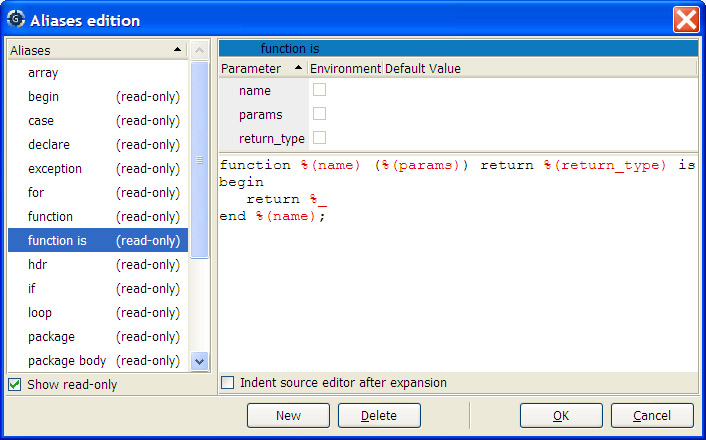 Aliases edition
Aliases
array
begin (read-only)
case (read-only)
declare (read-only)
exception (read-only)
for (read-only)
function (read-only)
function is (read-only)
hdr (read-only)
if (read-only)
loop (read-only)
package (read-only)
package body (read-only)
Show read-only
function is
Parameter Environment Default Value
name
params
return_type
function %(name) (%(params)) return %(return_type) is
begin
   return %_
end %(name);
Indent source editor after expansion
New Delete OK Cancel